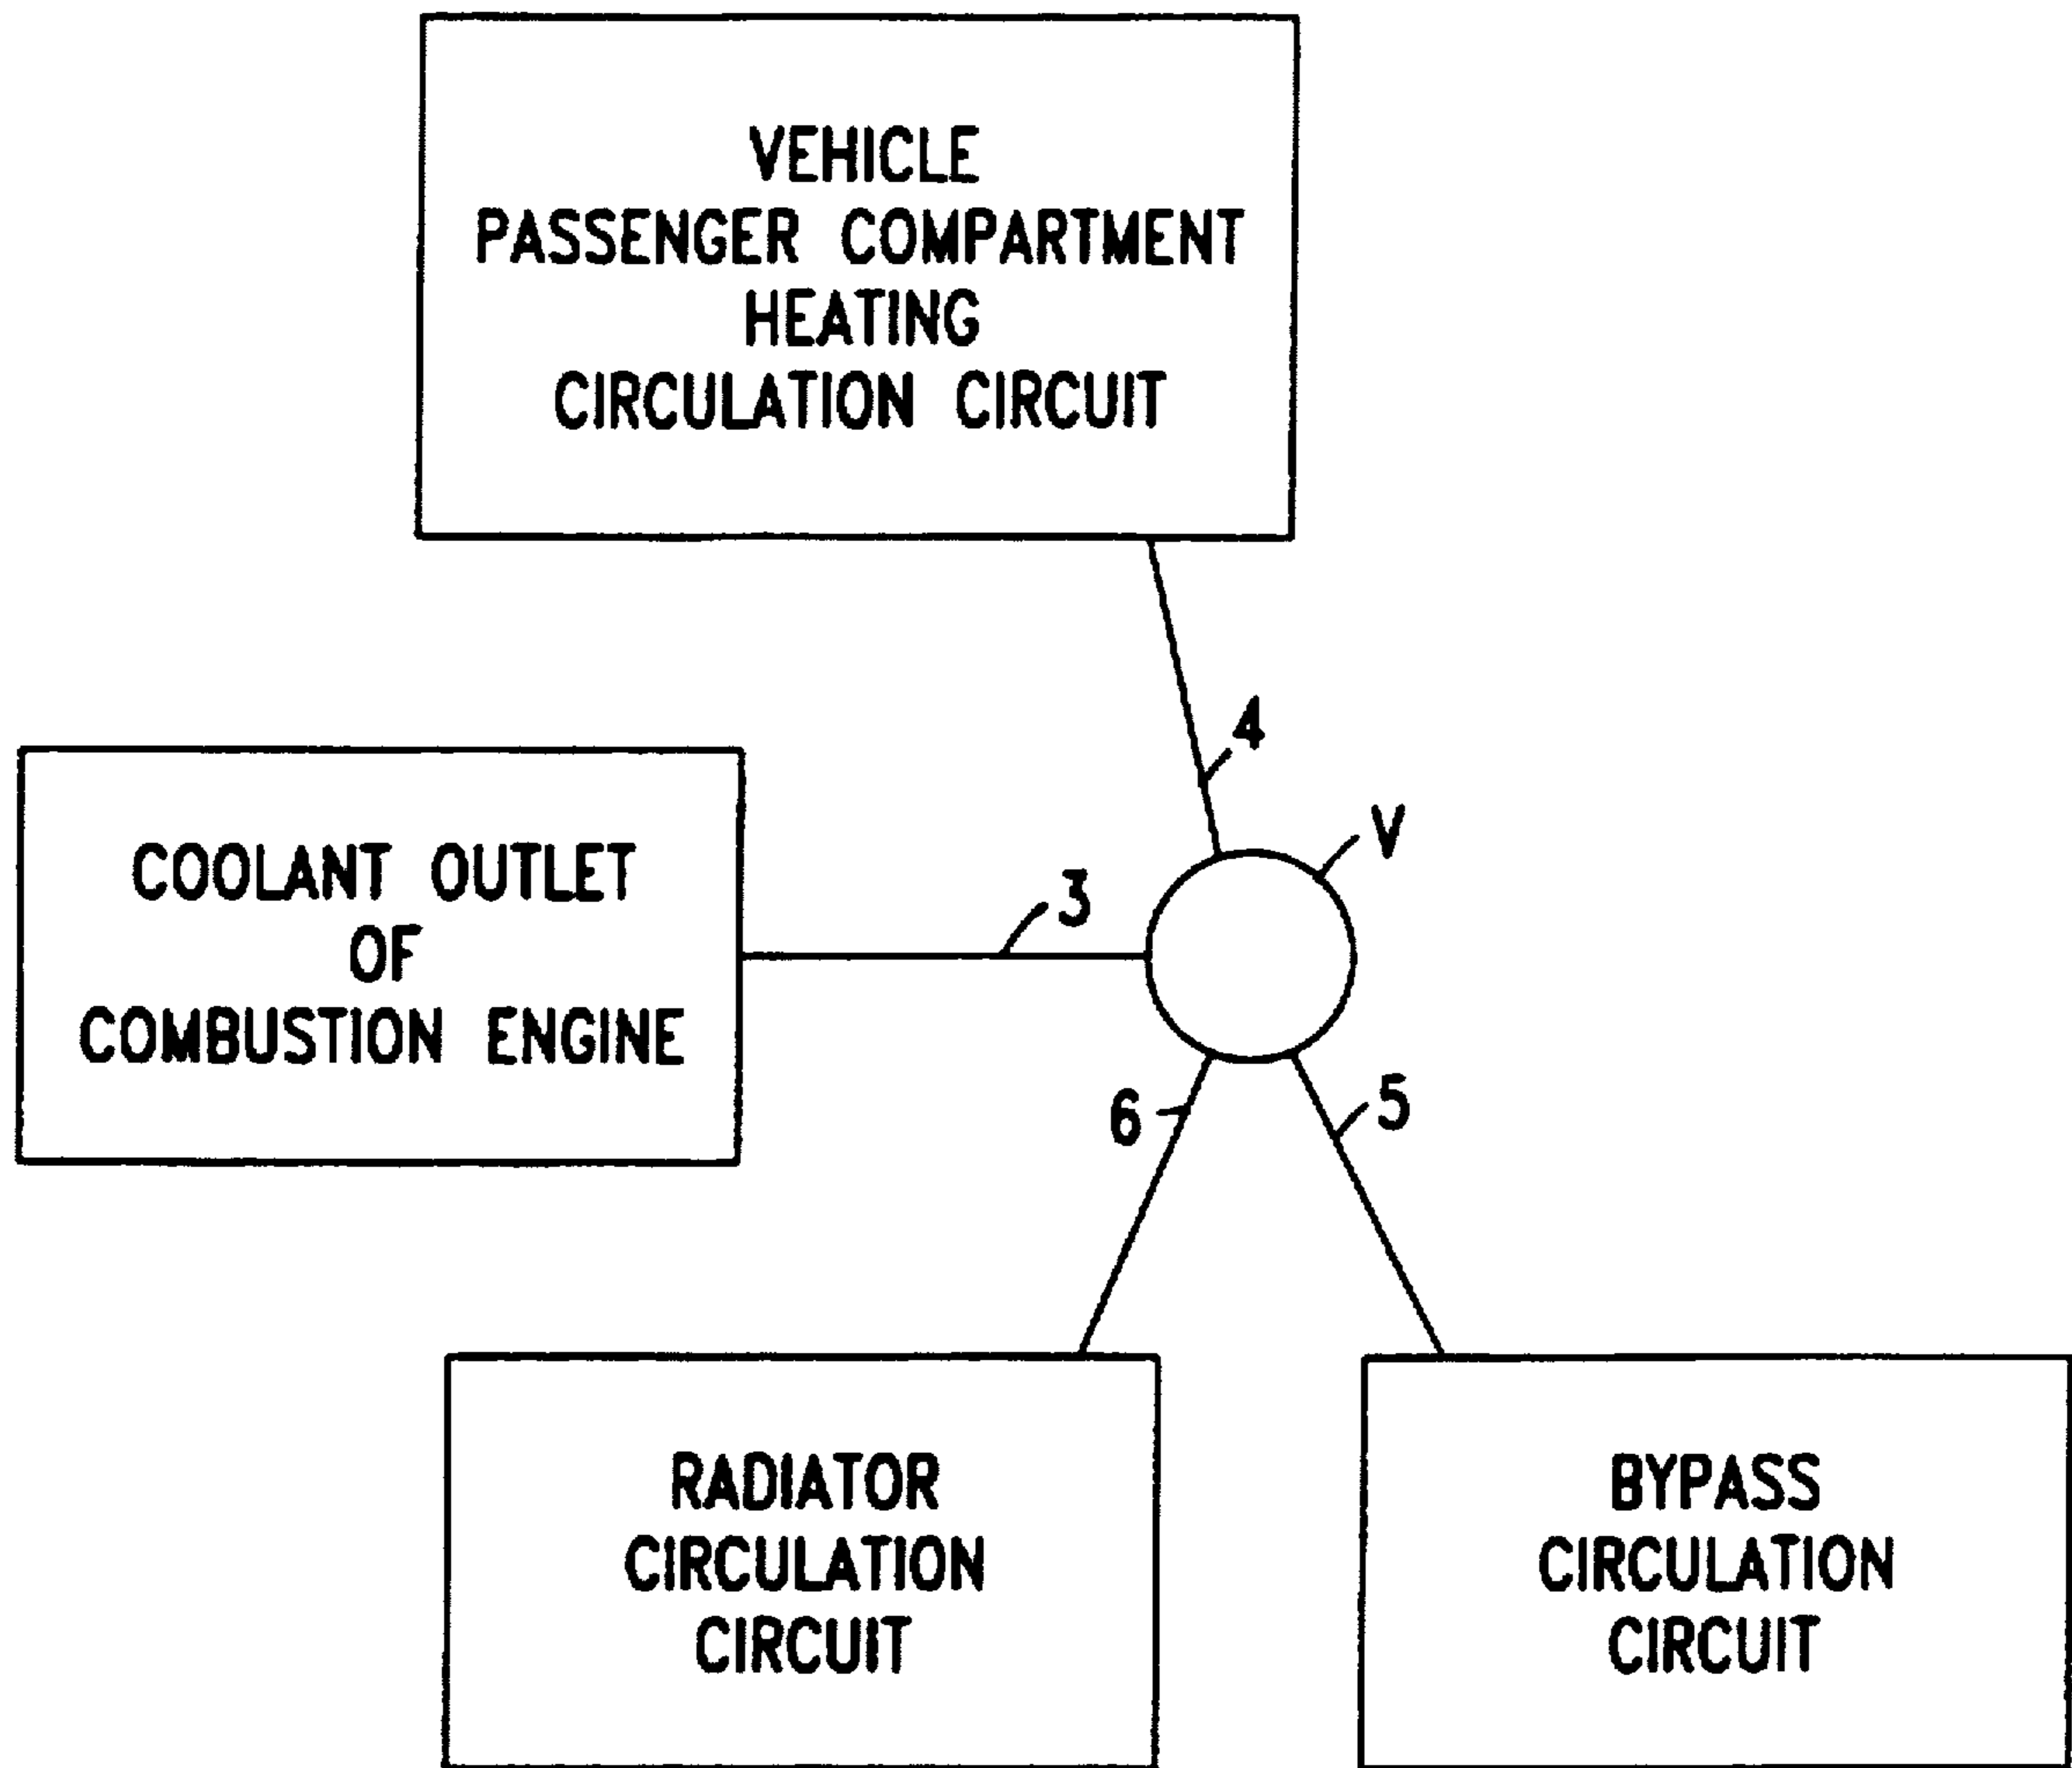 VEHICLE
PASSENGER COMPARTMENT
HEATING
CIRCULATION CIRCUIT
4
V
3
COOLANT OUTLET
OF
COMBUSTION ENGINE
6
5
RADIATOR
CIRCULATION
CIRCUIT
BYPASS
CIRCULATION
CIRCUIT